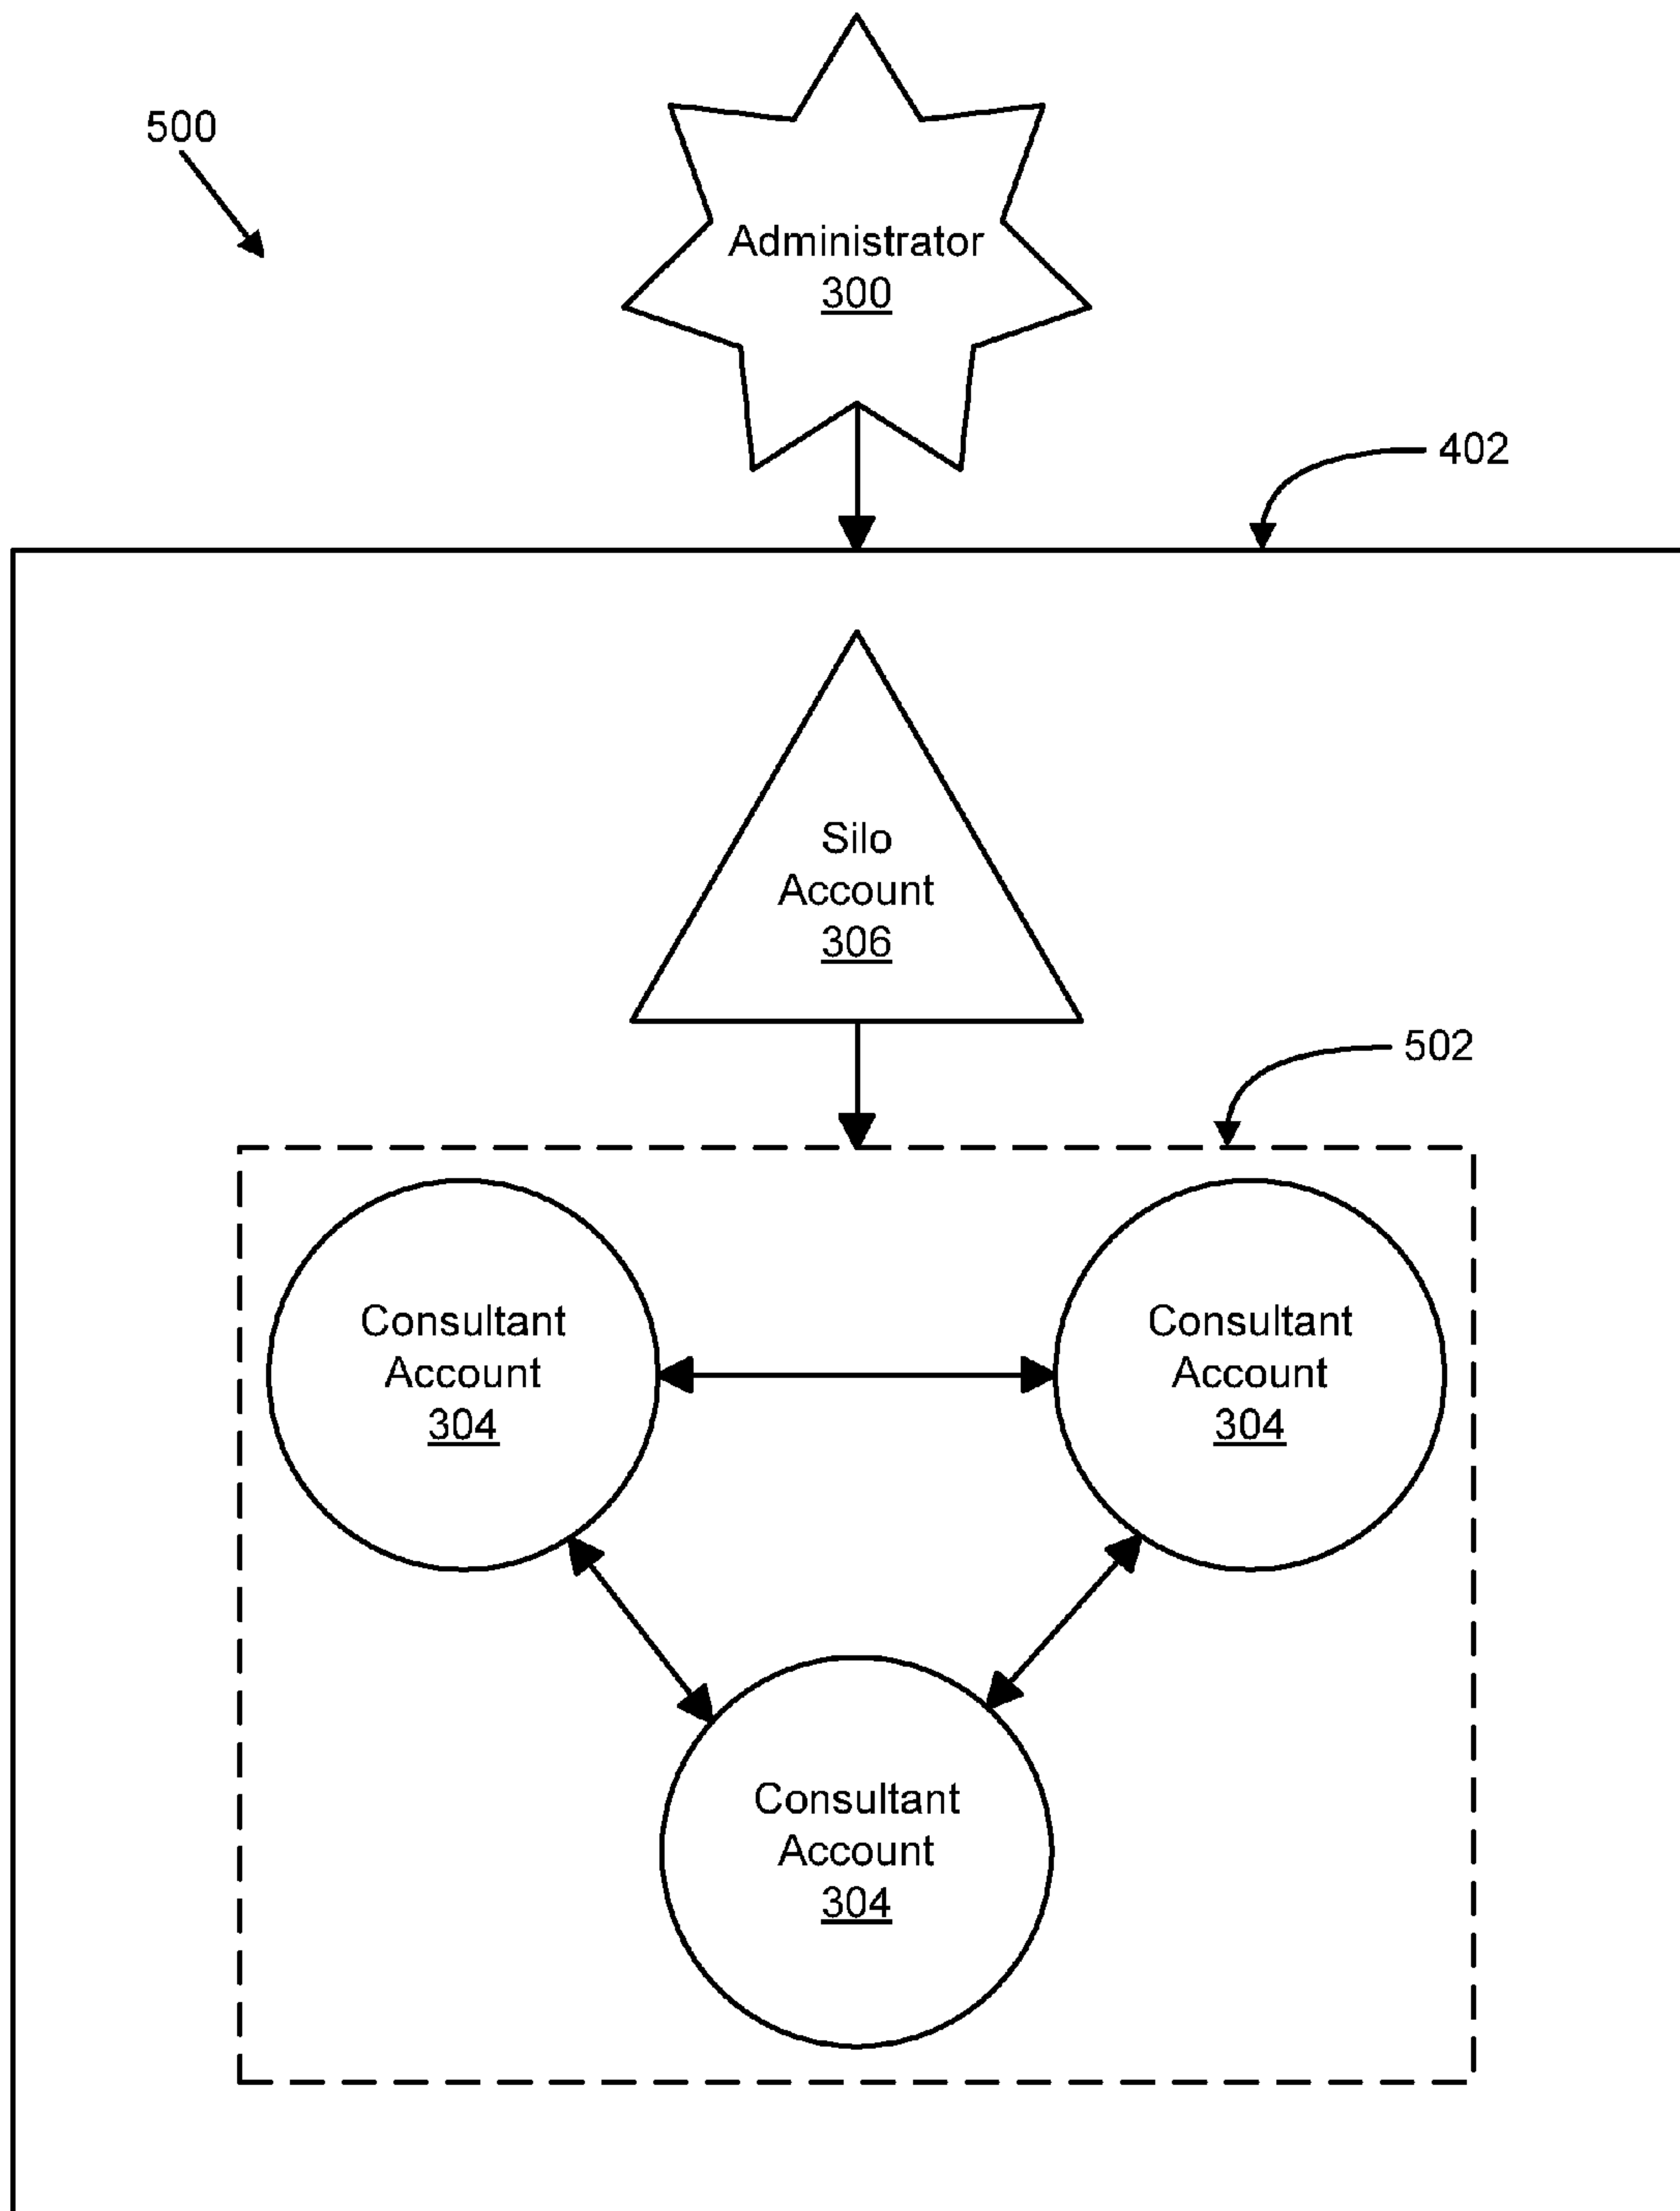 500
Administrator
300
402
Silo
Account
306
502
Consultant
Account
304
Consultant
Account
304
Consultant
Account
304